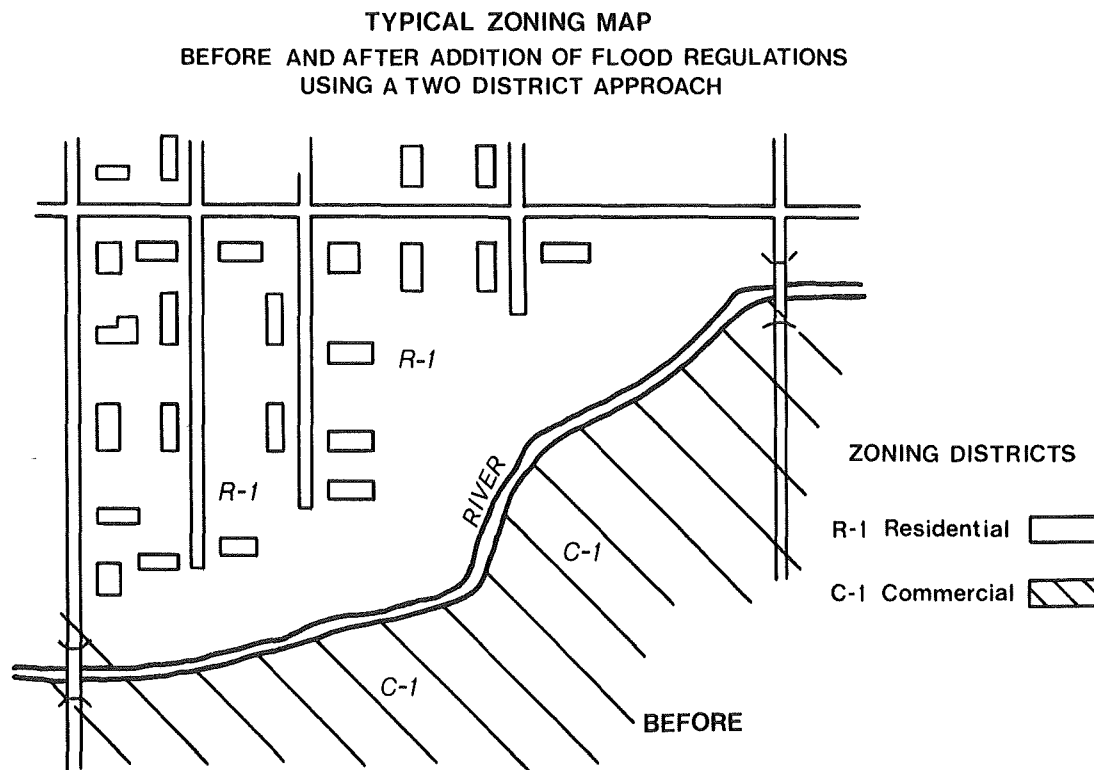 TYPICAL ZONING MAP
BEFORE AND AFTER ADDITION OF FLOOD REGULATIONS
USING A TWO DISTRICT APPROACH
R-1
R-1
RIVER
C-1
C-1
BEFORE
ZONING DISTRICTS
R-1 Residential
C-1 Commercial